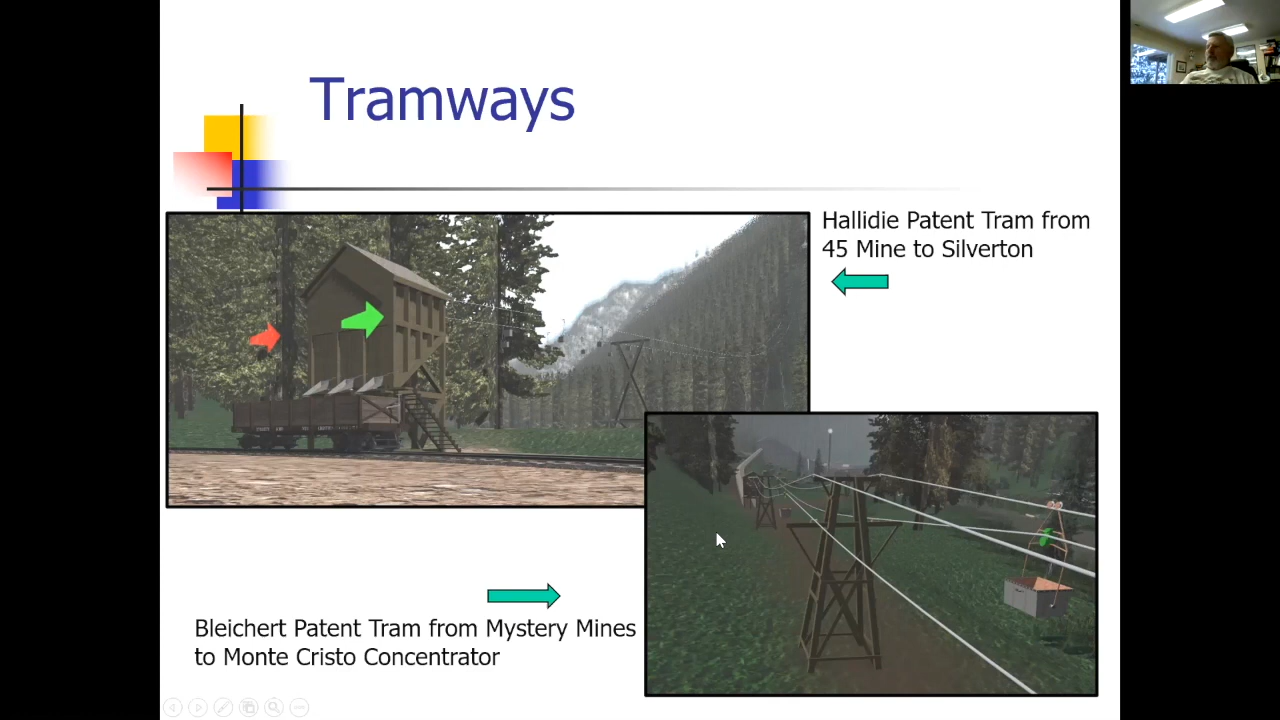 Tramways
Hallidie Patent Tram from
45 Mine to Silverton
Bleichert Patent Tram from Mystery Mines
to Monte Cristo Concentrator